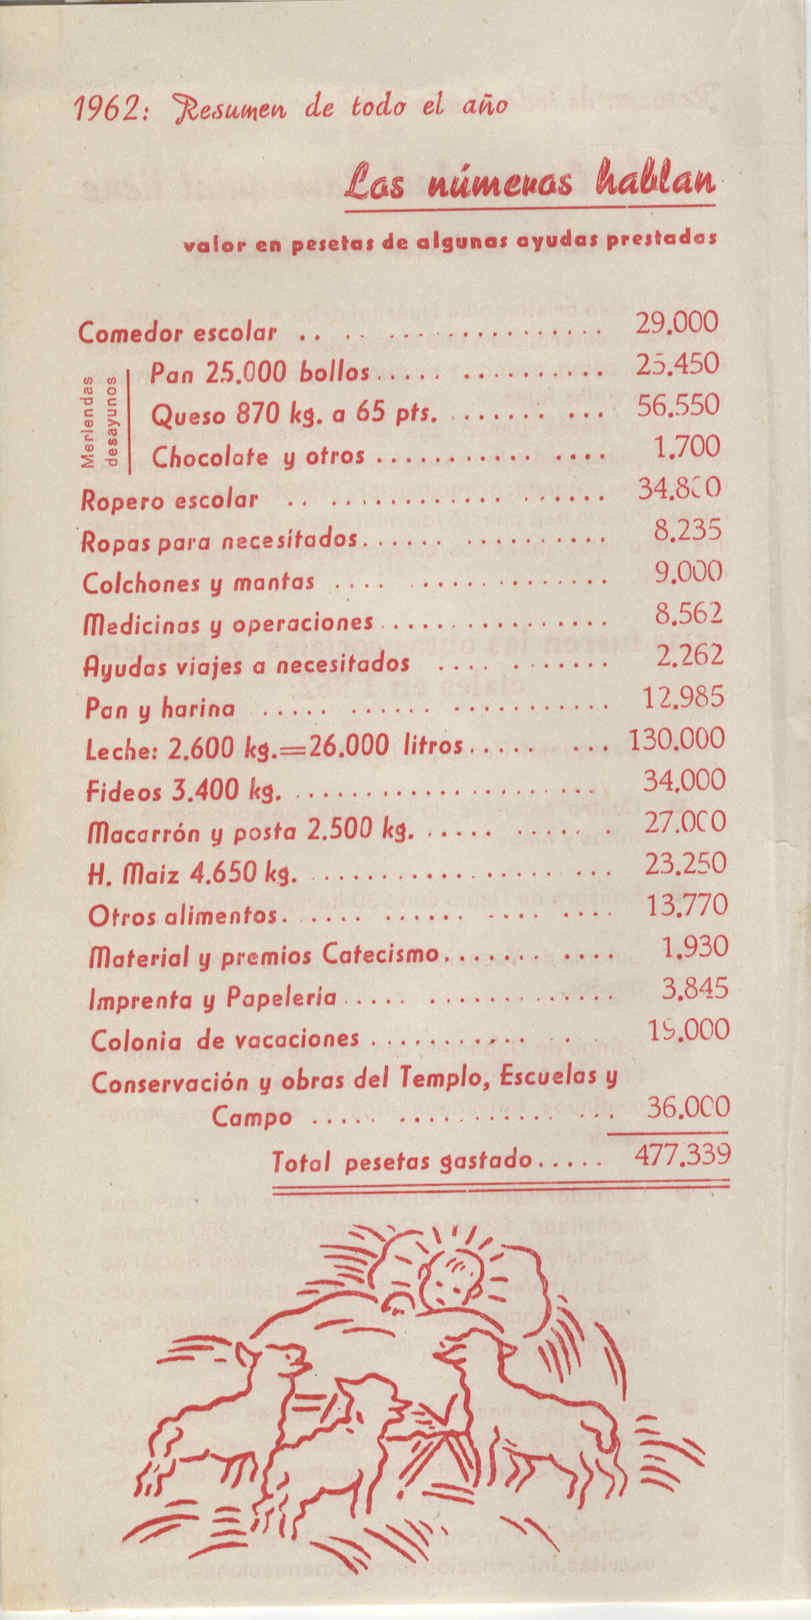 1962: Resumen de todo el año
Los números hablan
valor en pesetas de algunas ayudas prestadas
Comedor escolar .. .. ................ 29.000
Meriendas desayunos
Pan 25.000 bollos..... .......... 25.450
Queso 870 kg. a 65 pts. ....... ... 56.550
Chocolate y otros ........... .... 1.700
Ropero escolar .. .................. 34.800
Ropas para necesitados...... .......... 8.235
Colchones y mantas .... .............. 9.000
Medicinas y operaciones ................ 8.562
Ayudas viajes a necesitados .... ....... 2.262
Pan y harina ..... ...... ........... 12.985
Leche: 2.600 kg.=26.000 litros..... ... 130.000
Fideos 3.400 kg. ...................... 34.000
Macarrón y pasta 2.500 kg. ..... ...... . 27.000
H. Maiz 4.650 kg. ................. ... 23.250
Otros alimentos...... ...... .... .... 13.770
Material y premios Catecismo....... .... 1.930
Imprenta y Papelería ..... ............. 3.845
Colonia de vacaciones ........... .. . 19.000
Conservación y obras del Templo, Escuelas y
Campo ..... ........... ... 36.000
Total pesetas gastado..... 477.339